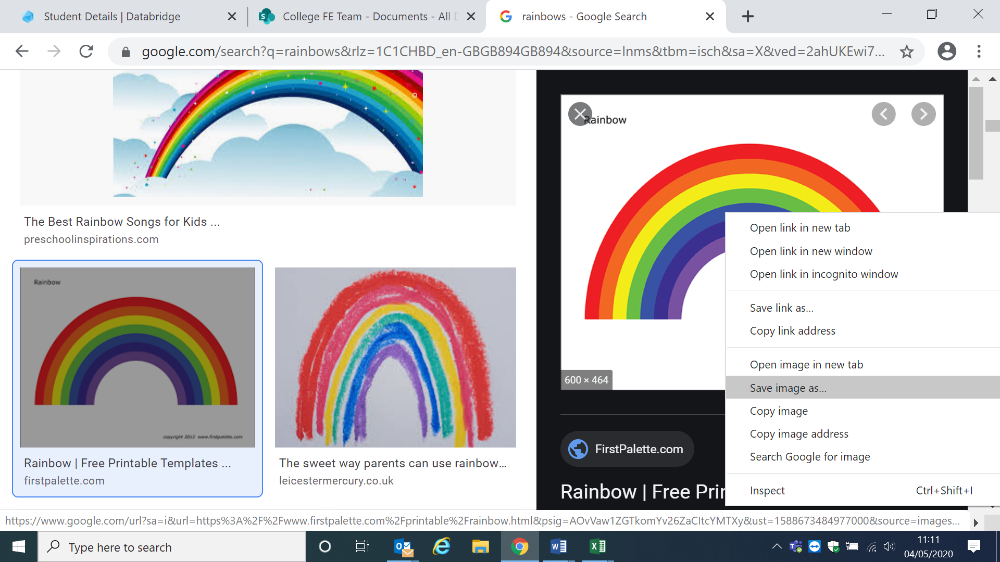 Student Details | Databridge
College FE Team - Documents - All D
rainbows - Google Search
google.com/search?q=rainbows&rlz=1C1CHBD_en-GBGB894GB894&source=lnms&tbm=isch&sa=X&ved=2ahUKEwi7...
The Best Rainbow Songs for Kids ...
preschoolinspirations.com
Rainbow
copyright 2012 www.firstpalette.com
Rainbow | Free Printable Templates ...
firstpalette.com
The sweet way parents can use rainbow...
leicestermercury.co.uk
Rainbow
600 × 464
FirstPalette.com
Rainbow | Free Prin
Open link in new tab
Open link in new window
Open link in incognito window
Save link as...
Copy link address
Open image in new tab
Save image as...
Copy image
Copy image address
Search Google for image
Inspect Ctrl+Shift+I
https://www.google.com/url?sa=i&url=https%3A%2F%2Fwww.firstpalette.com%2Fprintable%2Frainbow.html&psig=AOvVaw1ZGTkomYv26ZaCItcYMTXy&ust=1588673484977000&source=images...
Type here to search
11:11
04/05/2020